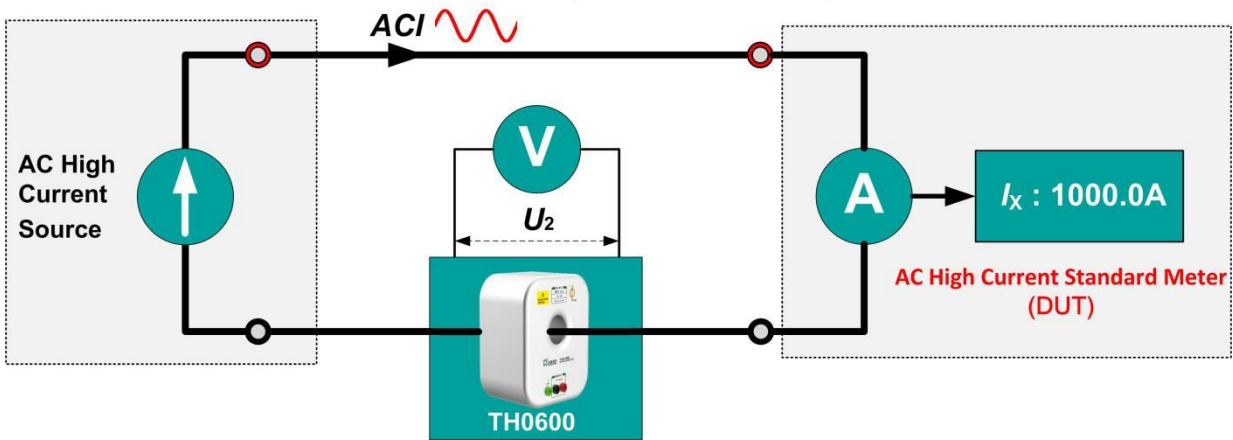 ACI
AC High
Current
Source
V
U2
A
IX : 1000.0A
AC High Current Standard Meter
(DUT)
TH0600